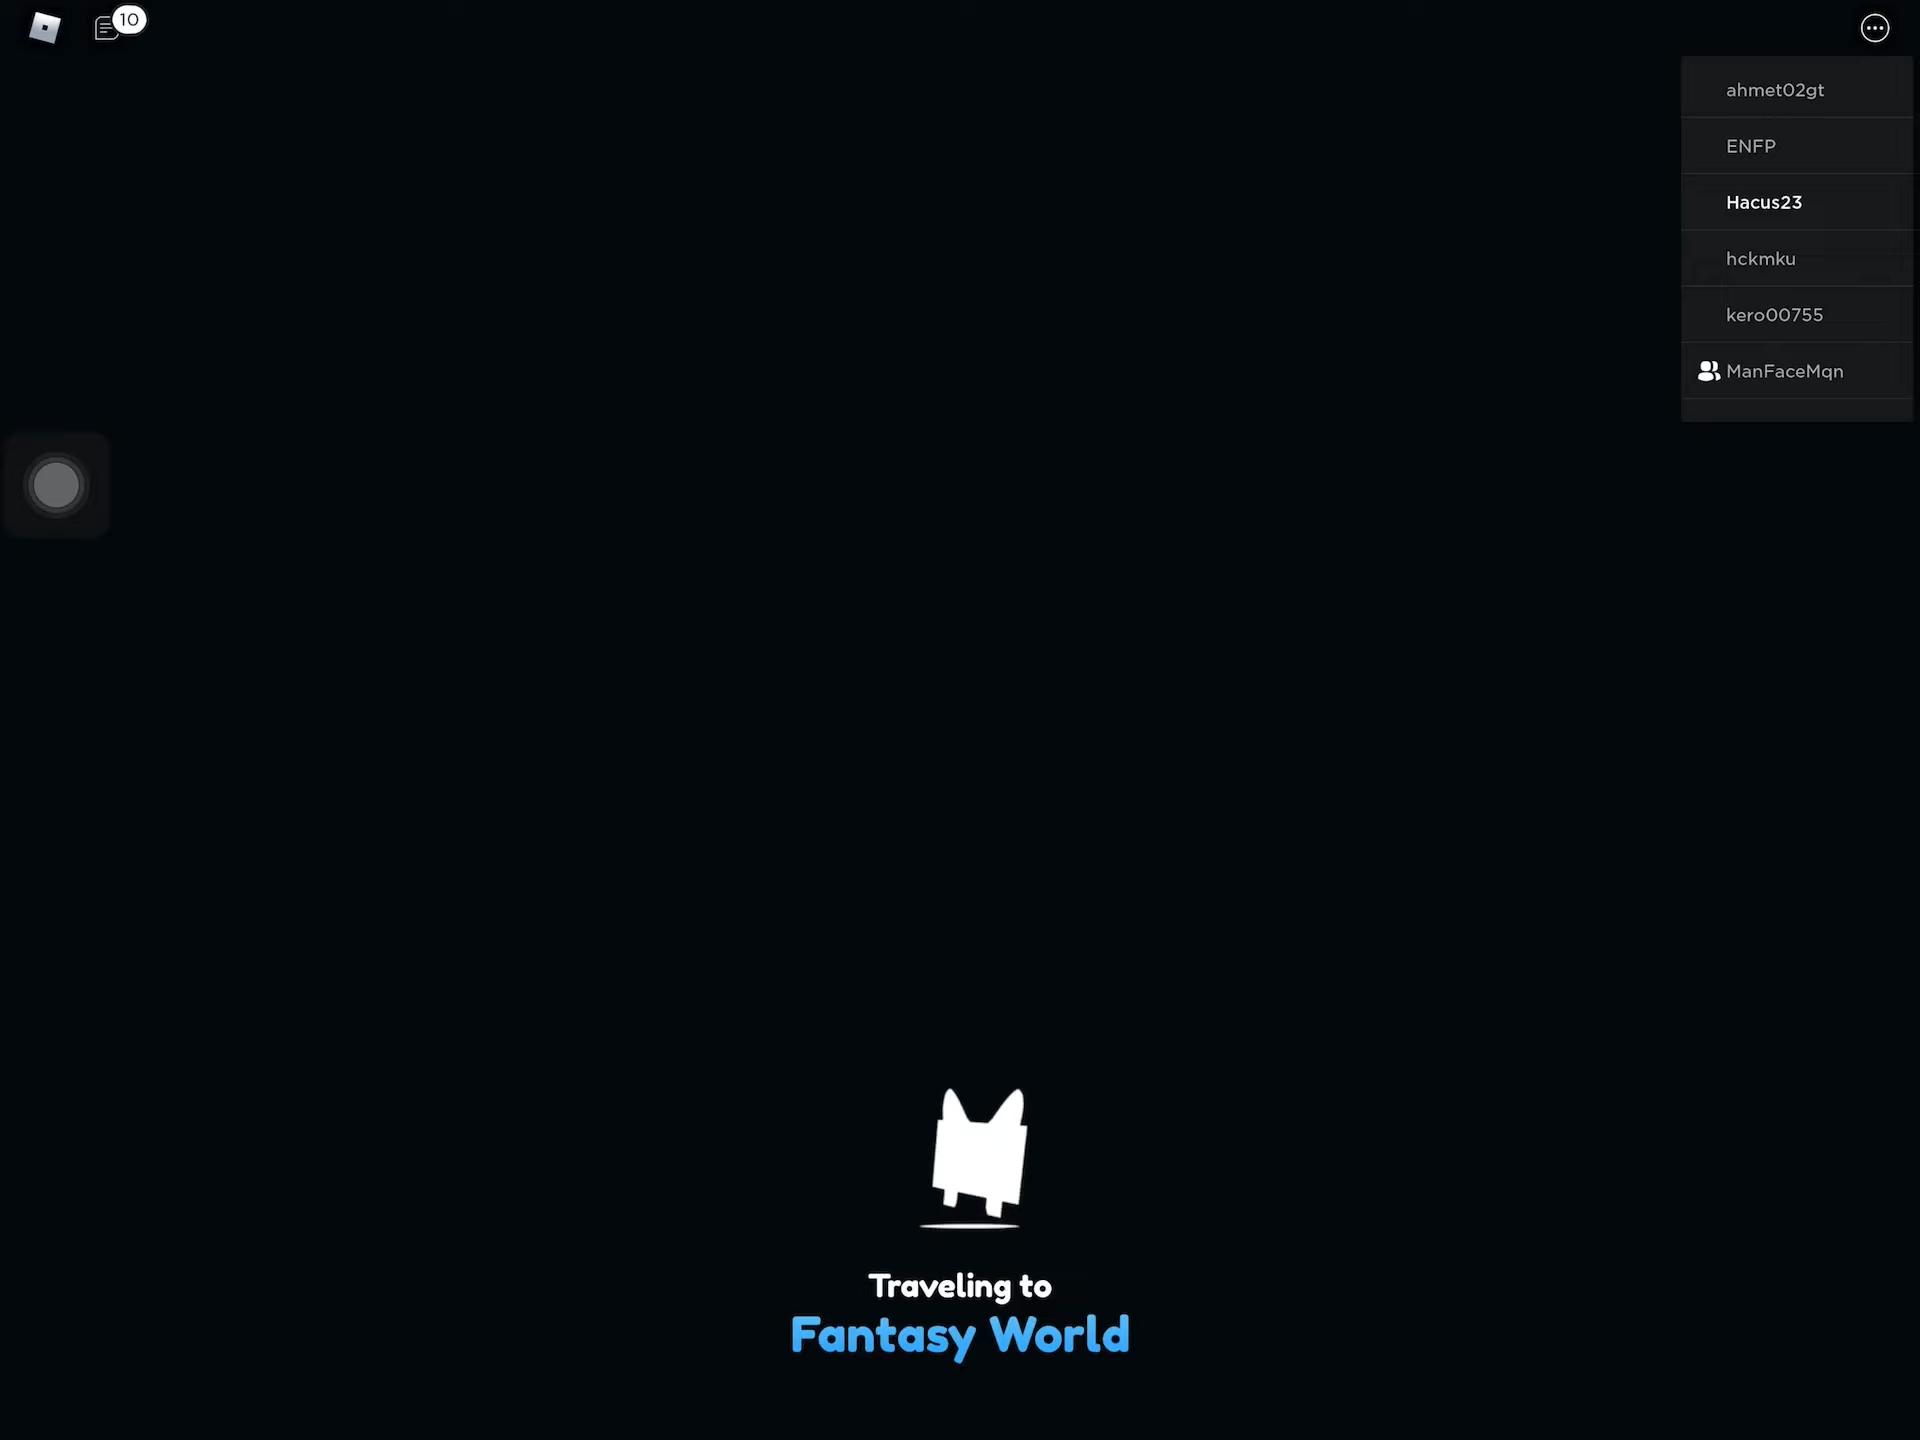 10
ahmet02gt
ENFP
Hacus23
hckmku
kero00755
ManFaceMqn
Traveling to
Fantasy World